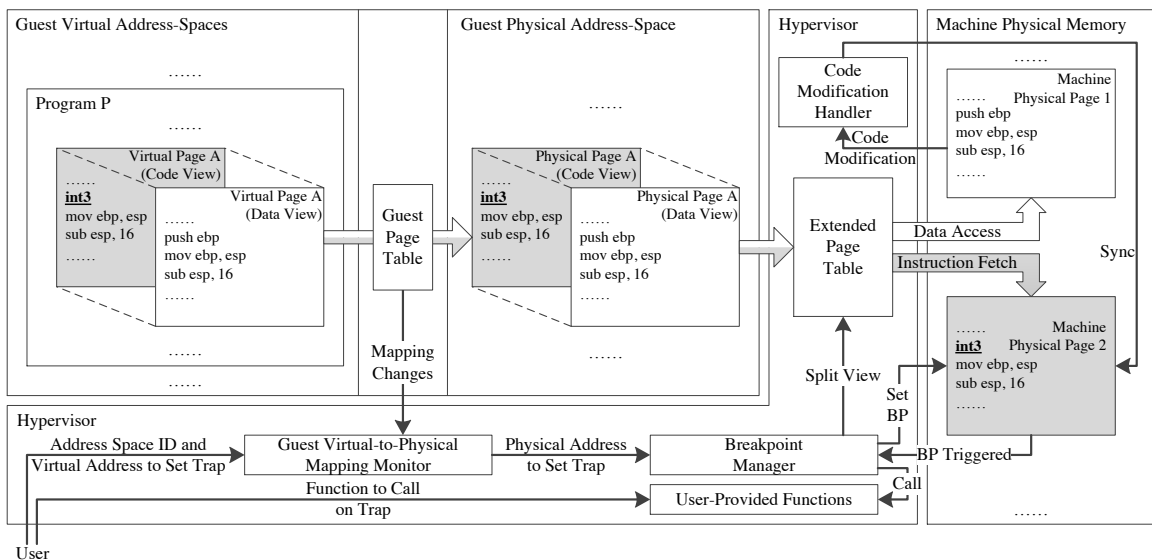 Guest Virtual Address-Spaces
……
Program P
……
Virtual Page A
(Code View)
……
int3
mov ebp, esp
sub esp, 16
……
Virtual Page A
(Data View)
……
push ebp
mov ebp, esp
sub esp, 16
……
……
……
Guest
Page
Table
Mapping
Changes
Guest Physical Address-Space
……
Physical Page A
(Code View)
……
int3
mov ebp, esp
sub esp, 16
……
Physical Page A
(Data View)
……
push ebp
mov ebp, esp
sub esp, 16
……
……
Hypervisor
Code
Modification
Handler
Code
Modification
Extended
Page
Table
Data Access
Instruction Fetch
Split View
Set
BP
Machine Physical Memory
……
Machine
Physical Page 1
……
push ebp
mov ebp, esp
sub esp, 16
……
Sync
……
Machine
Physical Page 2
int3
mov ebp, esp
sub esp, 16
……
BP Triggered
Call
……
Hypervisor
Address Space ID and
Virtual Address to Set Trap
Guest Virtual-to-Physical
Mapping Monitor
Physical Address
to Set Trap
Breakpoint
Manager
Function to Call
on Trap
User-Provided Functions
User